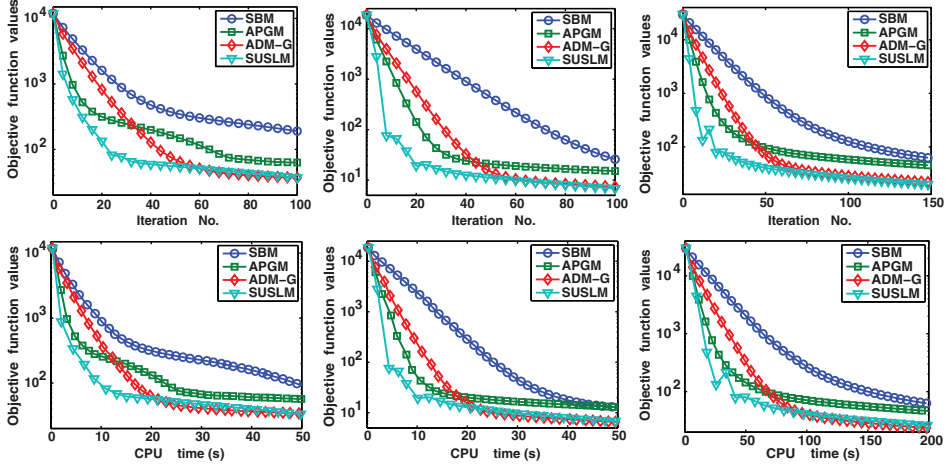 Objective function values
10^4
10^3
10^2
0 20 40 60 80 100
Iteration No.
SBM
APGM
ADM-G
SUSLM
Objective function values
10^4
10^3
10^2
10^1
0 20 40 60 80 100
Iteration No.
SBM
APGM
ADM-G
SUSLM
Objective function values
10^4
10^3
10^2
0 50 100 150
Iteration No.
SBM
APGM
ADM-G
SUSLM
Objective function values
10^4
10^3
10^2
0 10 20 30 40 50
CPU time (s)
SBM
APGM
ADM-G
SUSLM
Objective function values
10^4
10^3
10^2
10^1
0 10 20 30 40 50
CPU time (s)
SBM
APGM
ADM-G
SUSLM
Objective function values
10^4
10^3
10^2
0 50 100 150 200
CPU time (s)
SBM
APGM
ADM-G
SUSLM